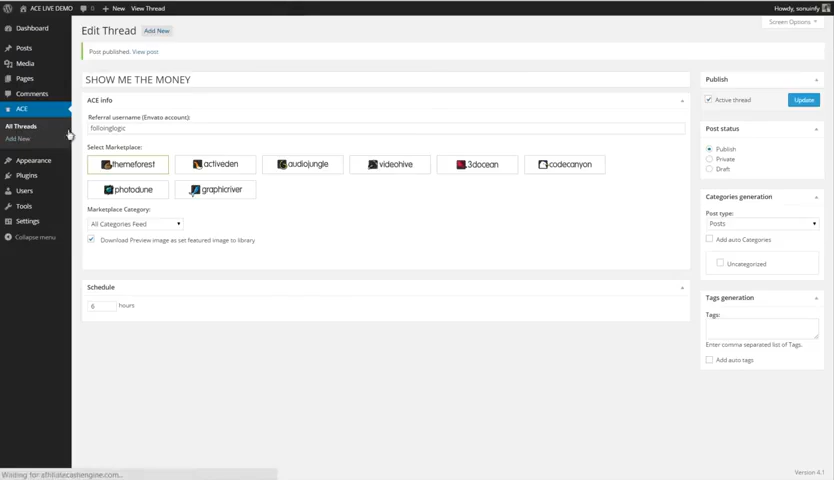 ACE LIVE DEMO 0 + New View Thread Howdy, sonuinfy
Screen Options
Dashboard
Posts
Media
Pages
Comments
ACE
All Threads
Add New
Appearance
Plugins
Users
Tools
Settings
Collapse menu
Edit Thread Add New
Post published. View post
SHOW ME THE MONEY
ACE info
Referral username (Envato account):
Select Marketplace:
themeforest activeden audiojungle videohive 3docean codecanyon
photodune graphicriver
Marketplace Category:
All Categories Feed
Download Preview image as set featured image to library
Schedule
6 hours
Publish
Active thread Update
Post status
Publish
Private
Draft
Categories generation
Post type:
Posts
Add auto Categories
Uncategorized
Tags generation
Tags:
Enter comma separated list of Tags.
Add auto tags
Version 4.1
Waiting for affiliatecashengine.com...